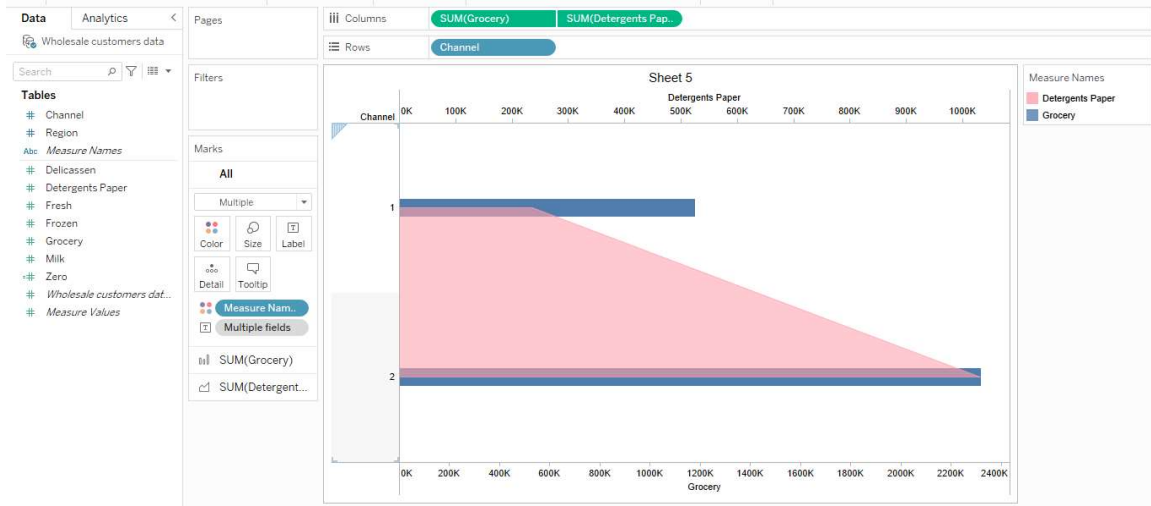 Data
Analytics
<
Wholesale customers data
Search
Tables
# Channel
# Region
Abc Measure Names
# Delicassen
# Detergents Paper
# Fresh
# Frozen
# Grocery
# Milk
=# Zero
# Wholesale customers dat...
# Measure Values
Pages
Filters
Marks
All
Multiple
Color
Size
Label
Detail
Tooltip
Measure Nam..
Multiple fields
SUM(Grocery)
SUM(Detergent...
iii Columns
SUM(Grocery)
SUM(Detergents Pap..
Rows
Channel
Sheet 5
Detergents Paper
Channel
0K 100K 200K 300K 400K 500K 600K 700K 800K 900K 1000K
1
2
0K 200K 400K 600K 800K 1000K 1200K 1400K 1600K 1800K 2000K 2200K 2400K
Grocery
Measure Names
Detergents Paper
Grocery